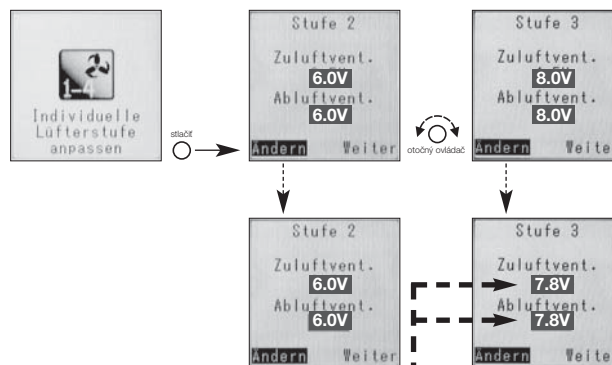 1-4
Individuelle
Lüfterstufe
anpassen
stlačiť
Stufe 2
Zuluftvent.
6.0V
Abluftvent.
6.0V
Ändern Weiter
otočný ovládač
Stufe 3
Zuluftvent.
8.0V
Abluftvent.
8.0V
Ändern Weite
Stufe 2
Zuluftvent.
6.0V
Abluftvent.
6.0V
Ändern Weiter
Stufe 3
Zuluftvent.
7.8V
Abluftvent.
7.8V
Ändern Weiter